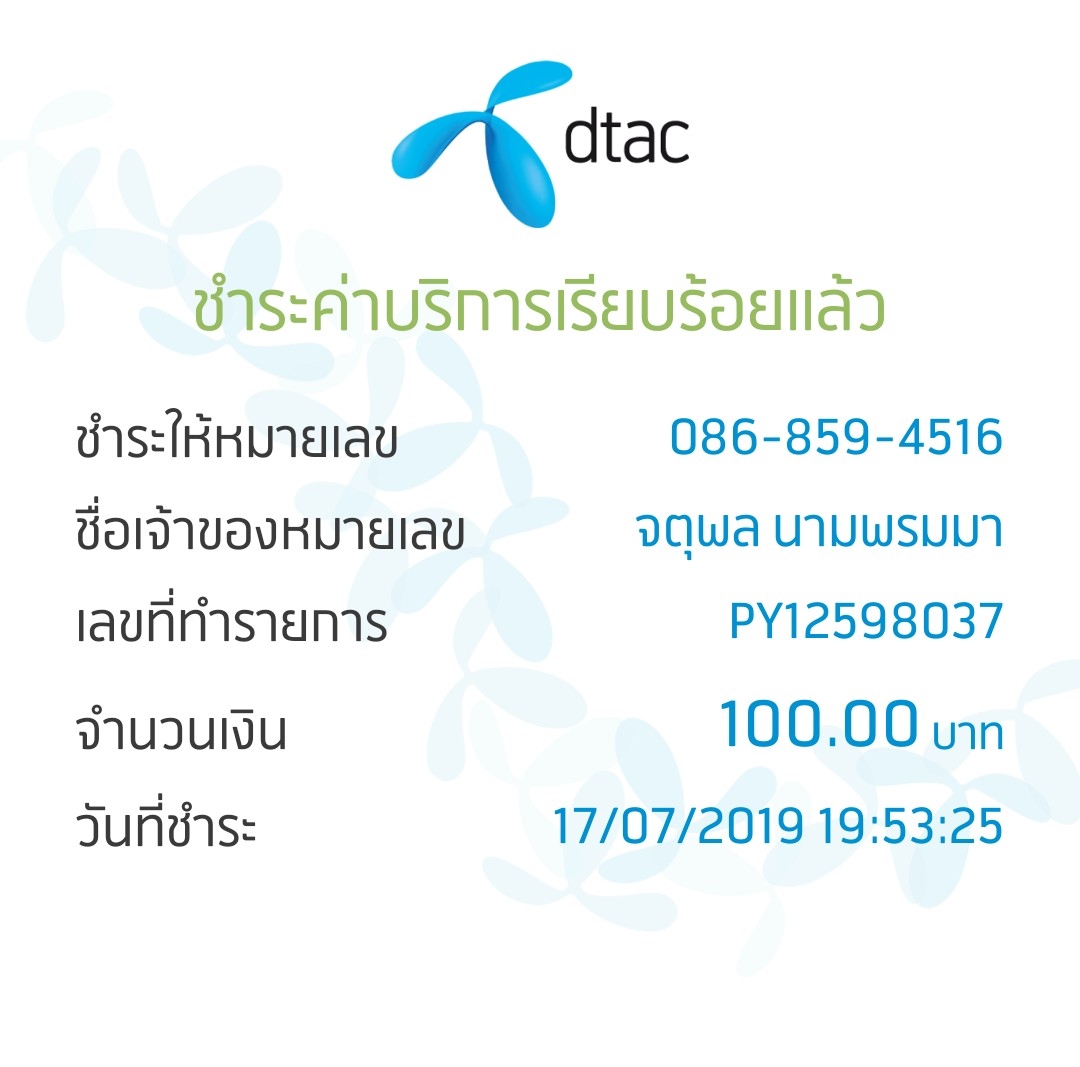 dtac
ชำระค่าบริการเรียบร้อยแล้ว
ชำระให้หมายเลข 086-859-4516
ชื่อเจ้าของหมายเลข จตุพล นามพรมมา
เลขที่ทำรายการ PY12598037
จำนวนเงิน 100.00 บาท
วันที่ชำระ 17/07/2019 19:53:25